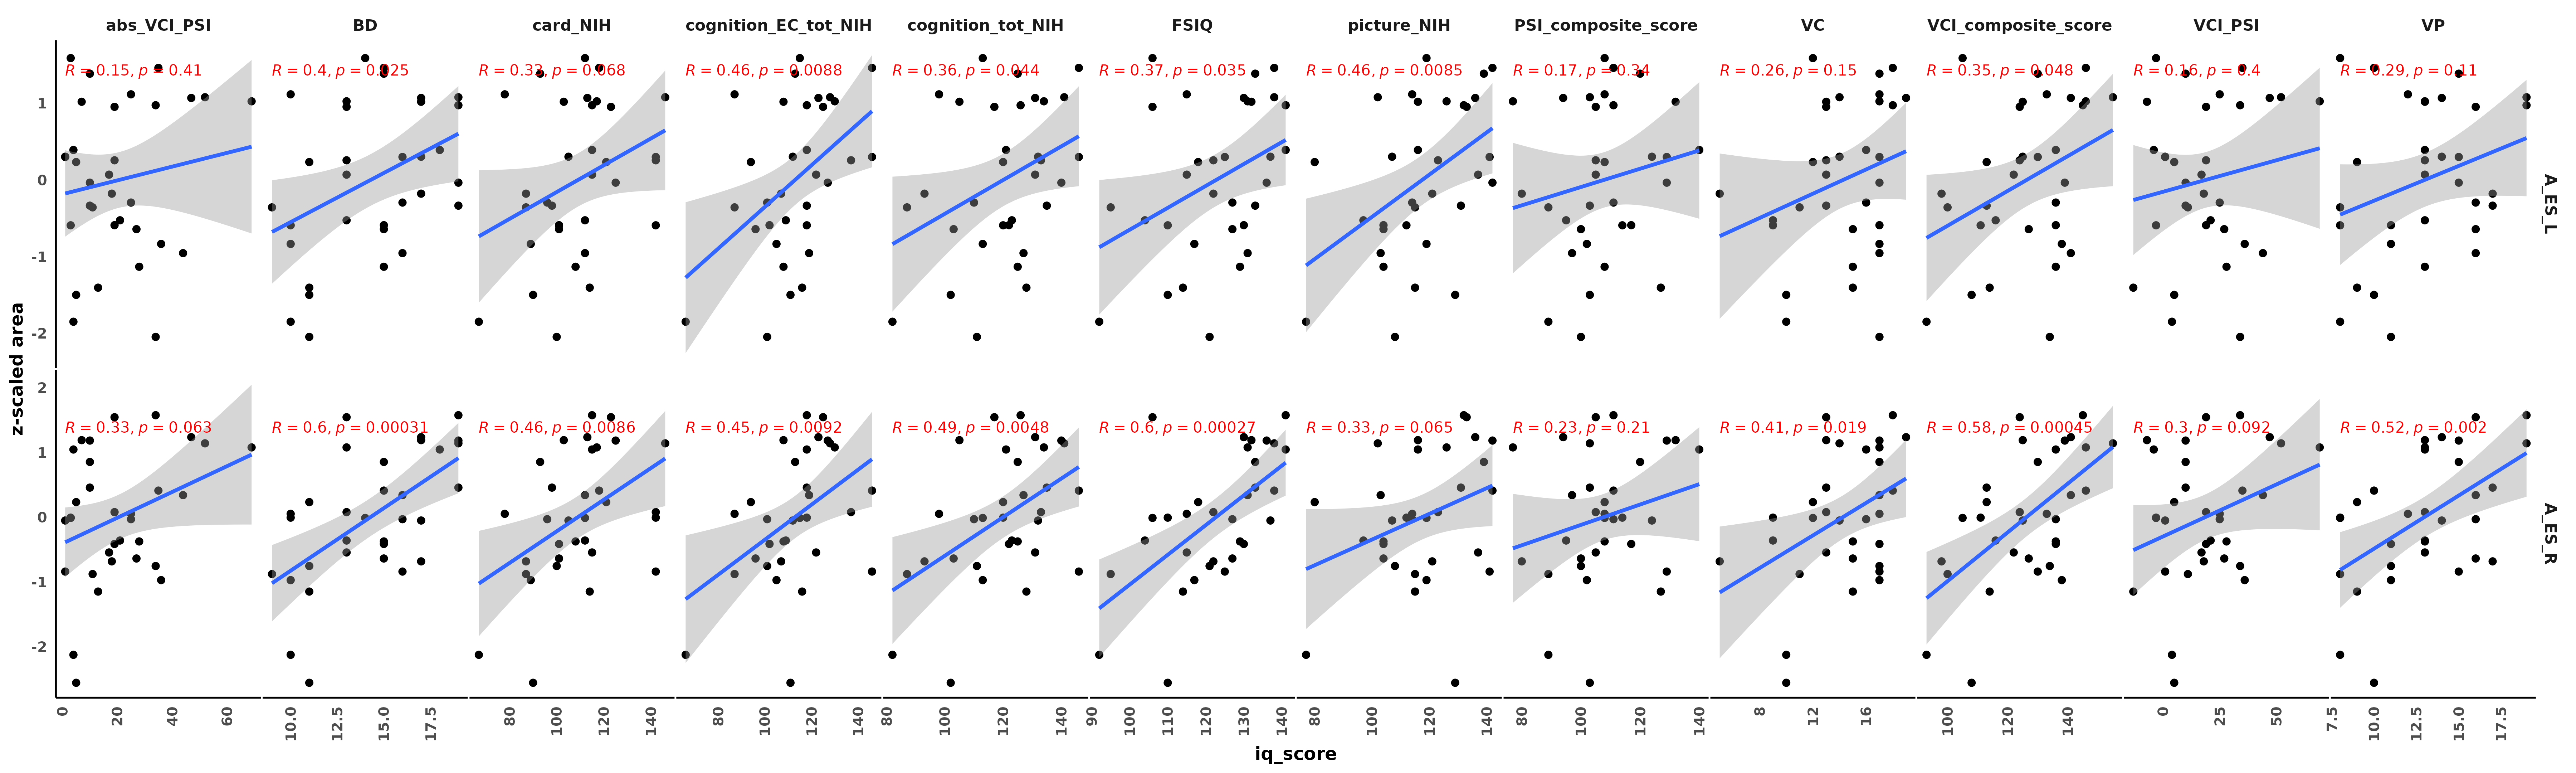 abs_VCI_PSI BD card_NIH cognition_EC_tot_NIH cognition_tot_NIH FSIQ picture_NIH PSI_composite_score VC VCI_composite_score VCI_PSI VP
R = 0.15, p = 0.41 R = 0.4, p = 0.025 R = 0.33, p = 0.068 R = 0.46, p = 0.0088 R = 0.36, p = 0.044 R = 0.37, p = 0.035 R = 0.46, p = 0.0085 R = 0.17, p = 0.34 R = 0.26, p = 0.15 R = 0.35, p = 0.048 R = 0.16, p = 0.4 R = 0.29, p = 0.11
1
0
-1
-2
A_ES_L
z-scaled area
2
R = 0.33, p = 0.063 R = 0.6, p = 0.00031 R = 0.46, p = 0.0086 R = 0.45, p = 0.0092 R = 0.49, p = 0.0048 R = 0.6, p = 0.00027 R = 0.33, p = 0.065 R = 0.23, p = 0.21 R = 0.41, p = 0.019 R = 0.58, p = 0.00045 R = 0.3, p = 0.092 R = 0.52, p = 0.002
1
0
-1
-2
A_ES_R
0 20 40 60 10.0 12.5 15.0 17.5 80 100 120 140 80 100 120 140 80 100 120 140 90 100 110 120 130 140 80 100 120 140 80 100 120 140 8 12 16 100 120 140 0 25 50 7.5 10.0 12.5 15.0 17.5
iq_score